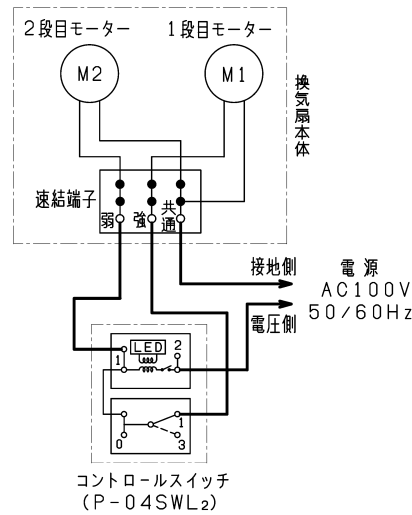 2段目モーター
1段目モーター
M2
M1
換気扇本体
速結端子
弱
強
共通
接地側
電源
AC100V
50/60Hz
電圧側
LED
1
2
0
1
3
コントロールスイッチ
(P-04SWL₂)